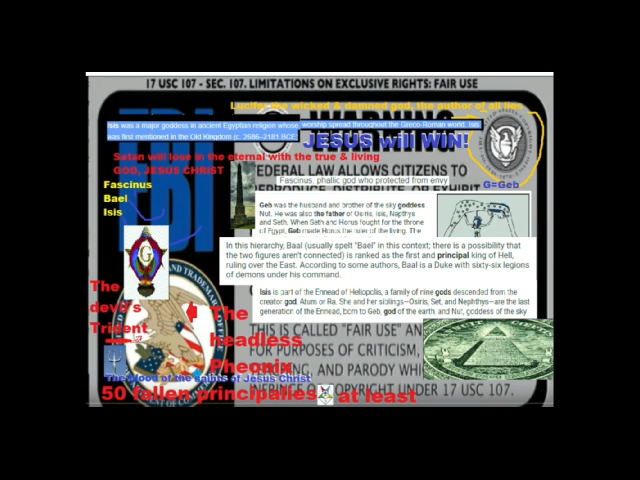 17 USC 107 - SEC. 107. LIMITATIONS ON EXCLUSIVE RIGHTS: FAIR USE
Lucifer the wicked & damned god, the author of all lies
Isis was a major goddess in ancient Egyptian religion whose worship spread throughout the Greco-Roman world. Isis
was first mentioned in the Old Kingdom (c. 2686–2181 BCE)
JESUS will WIN!
Satan will lose in the eternal with the true & living
GOD, JESUS CHRIST
FEDERAL LAW ALLOWS CITIZENS TO
Fascinus, phallic god who protected from envy
G=Geb
REPRODUCE, DISTRIBUTE, OR EXHIBIT
Fascinus
Bael
Isis
FBI
Geb was the husband and brother of the sky goddess
Nut. He was also the father of Osiris, Isis, Nepthys
and Seth. When Seth and Horus fought for the throne
of Egypt, Geb made Horus the ruler of the living. The
G
In this hierarchy, Baal (usually spelt "Bael" in this context; there is a possibility that
the two figures aren't connected) is ranked as the first and principal king of Hell,
ruling over the East. According to some authors, Baal is a Duke with sixty-six legions
of demons under his command.
Isis is part of the Ennead of Heliopolis, a family of nine gods descended from the
creator god, Atum or Ra. She and her siblings—Osiris, Set, and Nephthys—are the last
generation of the Ennead, born to Geb, god of the earth, and Nut, goddess of the sky
The
devil's
Trident
The
headless
Pheonix
THIS IS CALLED "FAIR USE" AN
FOR PURPOSES OF CRITICISM,
AND PARODY
The blood of the Saints of Jesus Christ
COPYRIGHT UNDER 17 USC 107.
50 fallen principalies at least